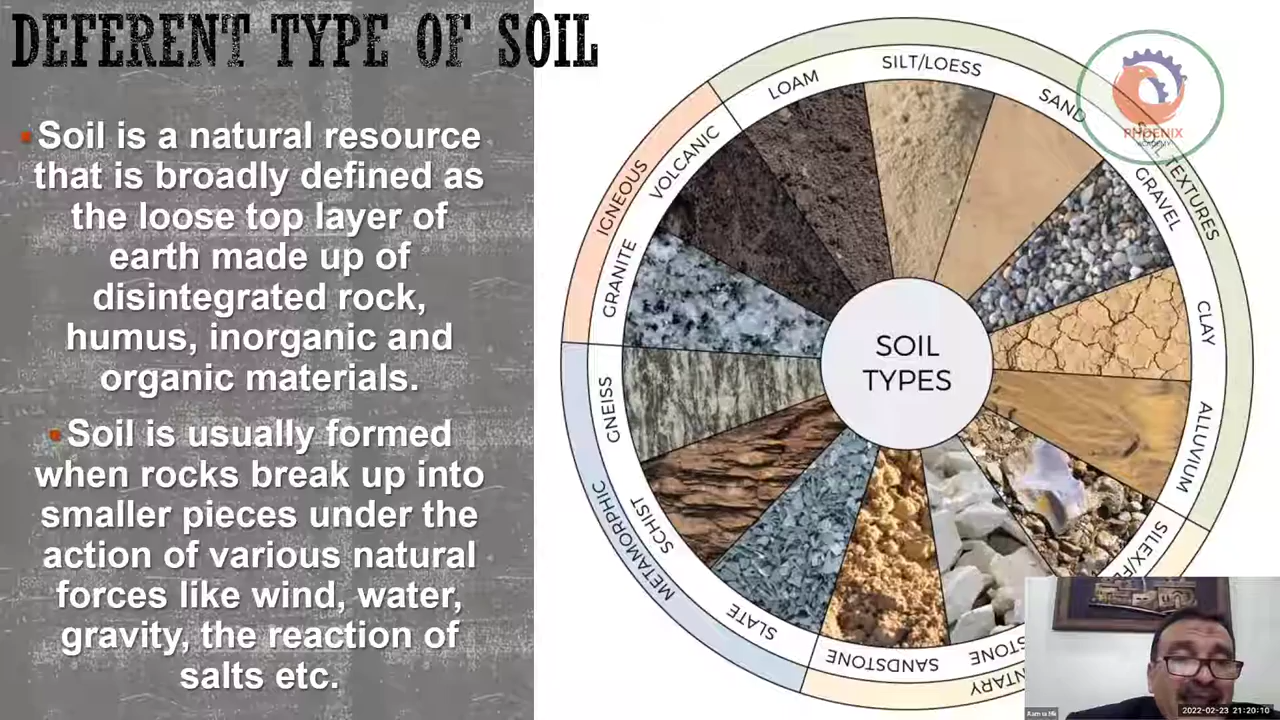 DEFERENT TYPE OF SOIL
Soil is a natural resource
that is broadly defined as
the loose top layer of
earth made up of
disintegrated rock,
humus, inorganic and
organic materials.
Soil is usually formed
when rocks break up into
smaller pieces under the
action of various natural
forces like wind, water,
gravity, the reaction of
salts etc.
SOIL
TYPES
LOAM
SILT/LOESS
SAND
GRAVEL
CLAY
ALLUVIUM
SILEX/
SANDSTONE
SLATE
SCHIST
GNEISS
GRANITE
VOLCANIC
IGNEOUS
METAMORPHIC
TEXTURES
PHOENIX
ACADEMY
2022-02-23 21:20:10